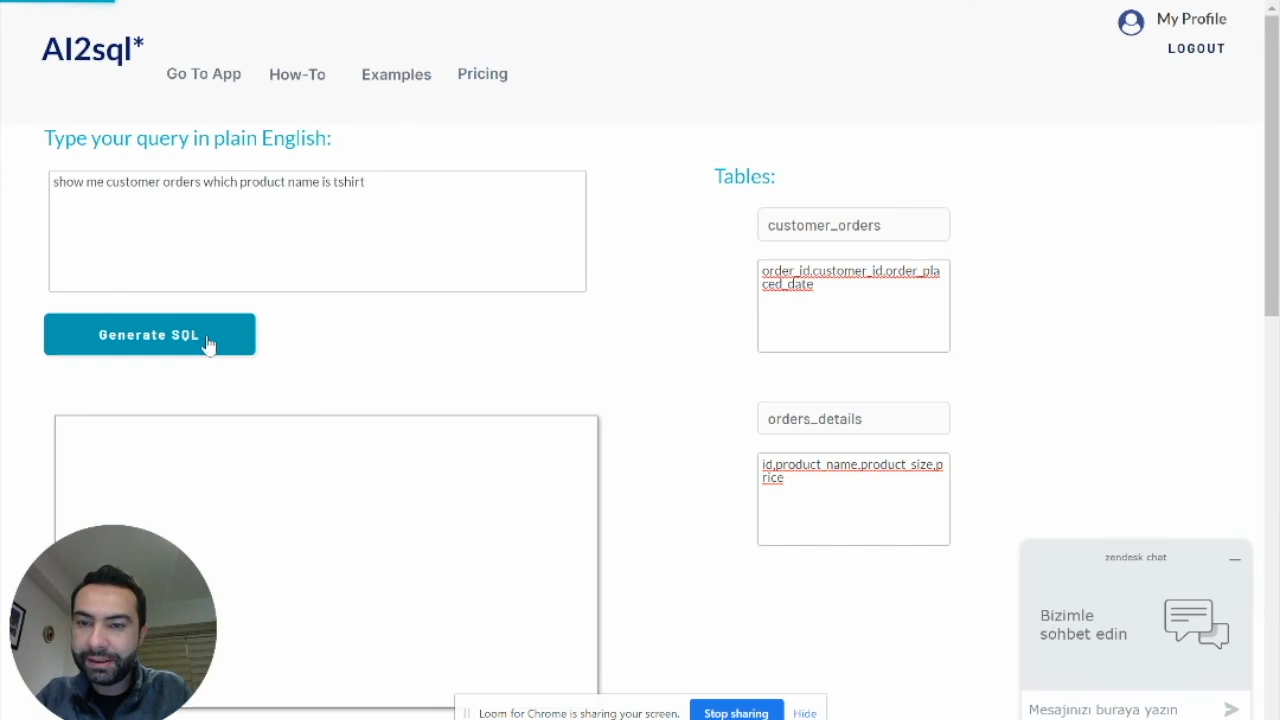 My Profile
LOGOUT
AI2sql*
Go To App
How-To
Examples
Pricing
Type your query in plain English:
show me customer orders which product name is tshirt
Generate SQL
Tables:
customer_orders
order_id,customer_id,order_pla
ced_date
orders_details
id,product_name,product_size,p
rice
zendesk chat
Bizimle
sohbet edin
Mesajınızı buraya yazın
Loom for Chrome is sharing your screen.
Stop sharing
Hide